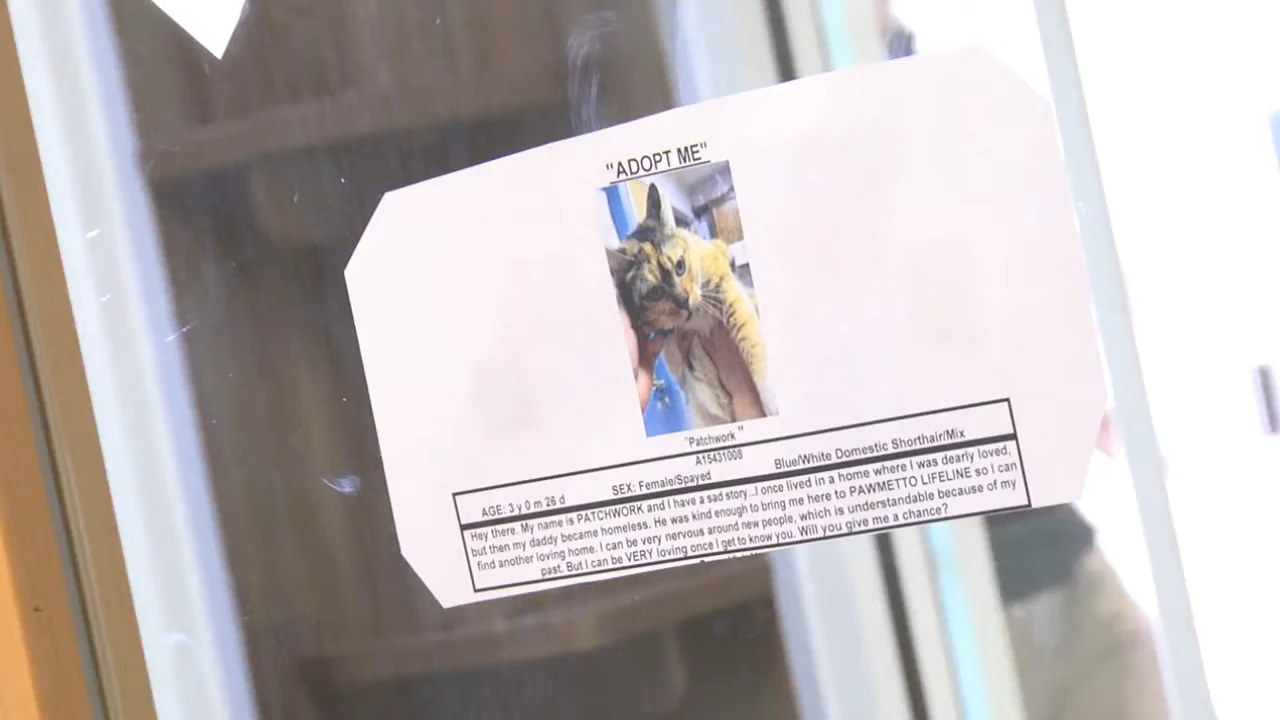 "ADOPT ME"
"Patchwork"
A15431008
AGE: 3 y 0 m 26 d SEX: Female/Spayed Blue/White Domestic Shorthair/Mix
Hey there. My name is PATCHWORK and I have a sad story...I once lived in a home where I was dearly loved,
but then my daddy became homeless. He was kind enough to bring me here to PAWMETTO LIFELINE so I can
find another loving home. I can be very nervous around new people, which is understandable because of my
past. But I can be VERY loving once I get to know you. Will you give me a chance?